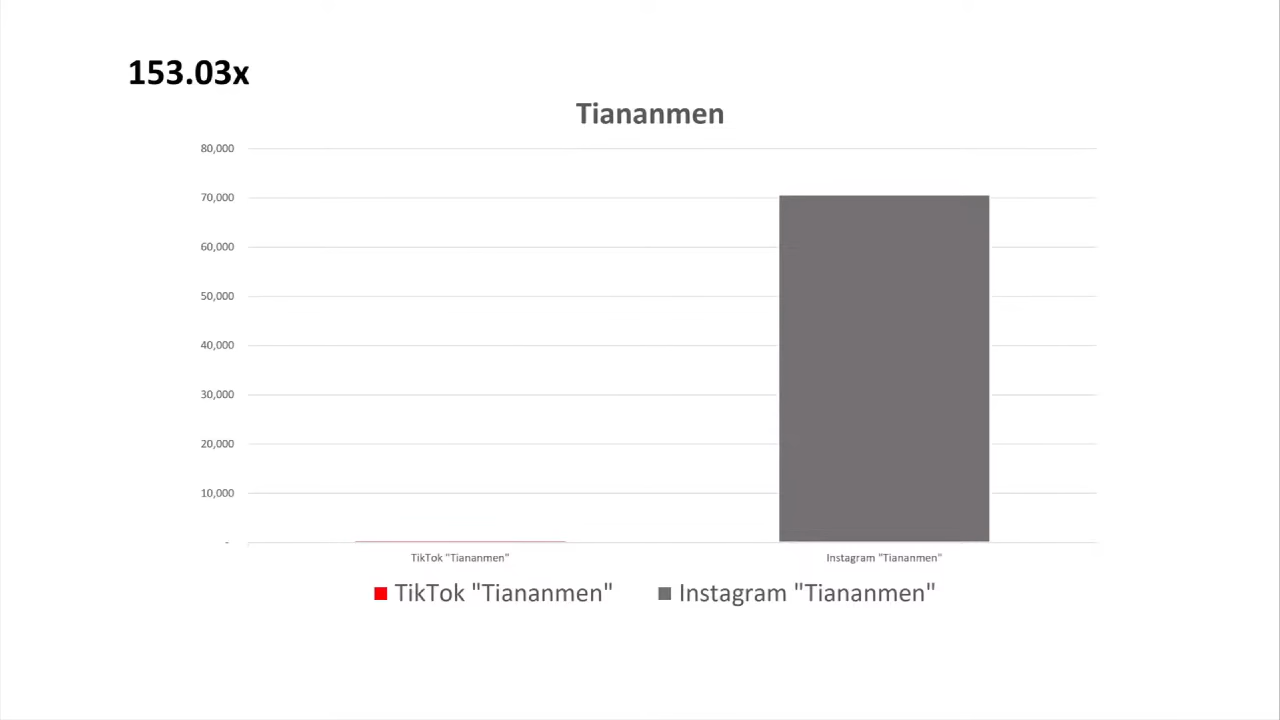 153.03x
Tiananmen
80,000
70,000
60,000
50,000
40,000
30,000
20,000
10,000
-
TikTok "Tiananmen" Instagram "Tiananmen"
TikTok "Tiananmen" Instagram "Tiananmen"